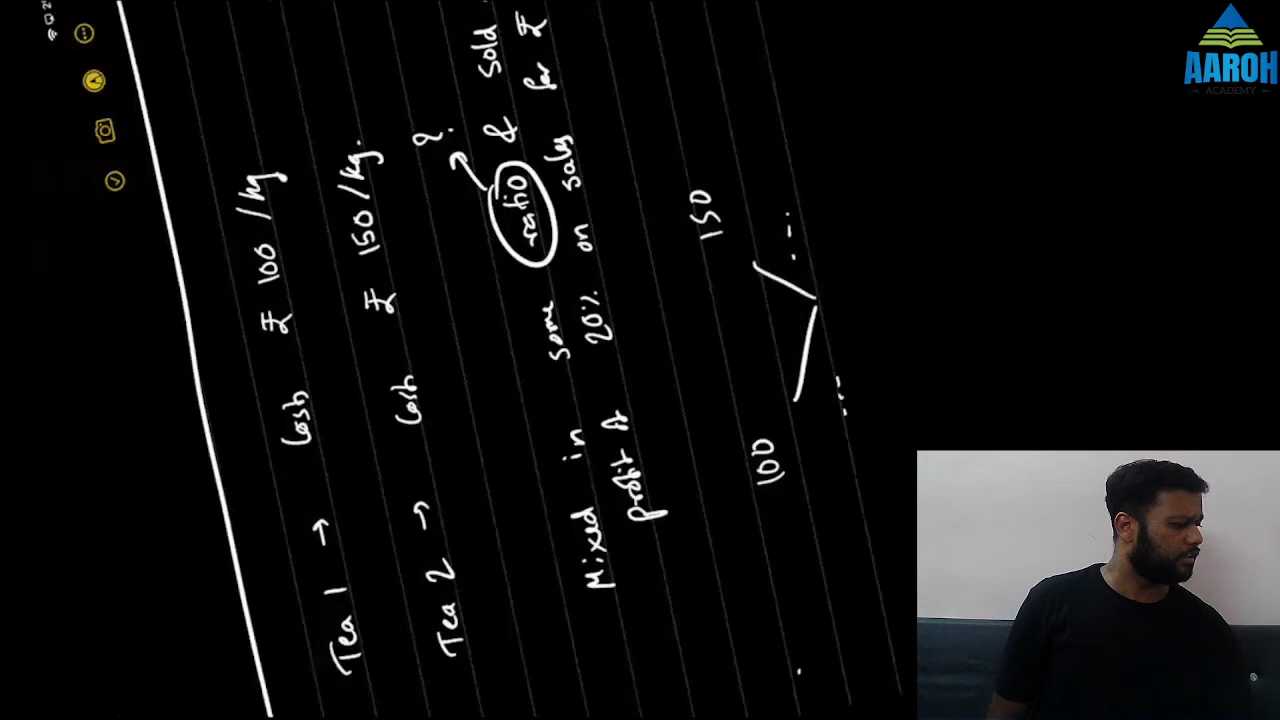 Tea 1 → Cost ₹ 100 /kg
Tea 2 → Cost ₹ 150 /kg.
?
Mixed in some ratio & sold
profit of 20% on sales for ₹
100 150
AAROH
ACADEMY